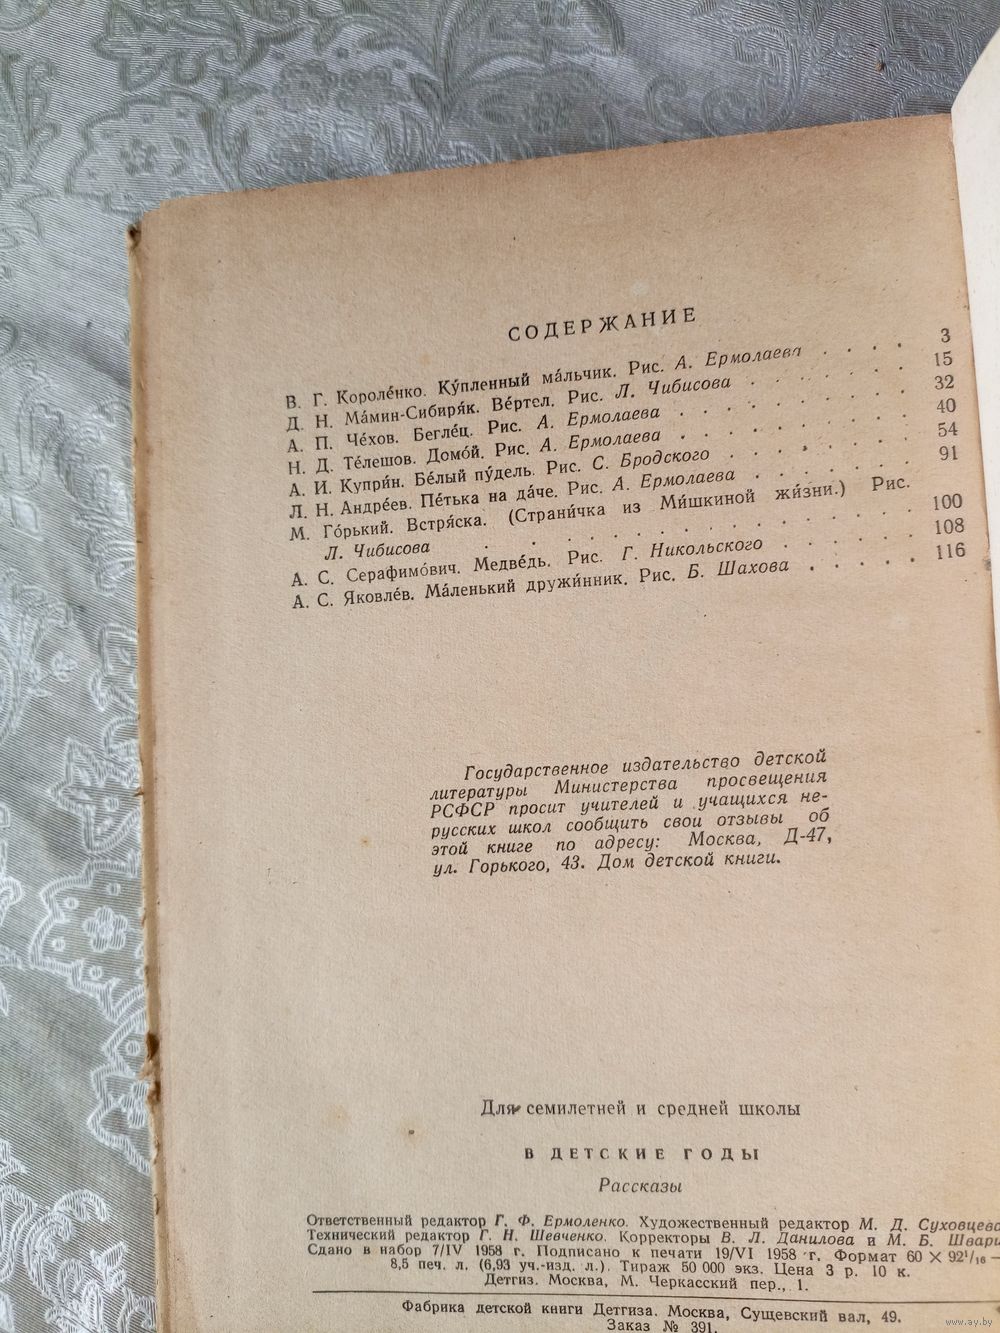 СОДЕРЖАНИЕ
В. Г. Короле́нко. Ку́пленный ма́льчик. Рис. А. Ермолаева . . . . 3
Д. Н. Ма́мин-Сибиря́к. Ве́ртел. Рис. Л. Чибисова . . . . . . . 15
А. П. Че́хов. Бегле́ц. Рис. А. Ермолаева . . . . . . . . . 32
Н. Д. Те́лешов. Домо́й. Рис. А. Ермолаева . . . . . . . . . 40
А. И. Купри́н. Бе́лый пу́дель. Рис. С. Бродского . . . . . . . 54
Л. Н. Андре́ев. Пе́тька на да́че. Рис. А. Ермолаева . . . . . . 91
М. Го́рький. Встря́ска. (Страни́чка из Ми́шкиной жи́зни.) Рис.
Л. Чибисова . . . . . . . . . . . . . . . . 100
А. С. Серафимо́вич. Медве́дь. Рис. Г. Никольского . . . . . . 108
А. С. Я́ковлев. Ма́ленький дружи́нник. Рис. Б. Шахова . . . . . 116
Государственное издательство детской
литературы Министерства просвещения
РСФСР просит учителей и учащихся не-
русских школ сообщить свои отзывы об
этой книге по адресу: Москва, Д-47,
ул. Горького, 43. Дом детской книги.
Для семилетней и средней школы
В ДЕТСКИЕ ГОДЫ
Рассказы
Ответственный редактор Г. Ф. Ермоленко. Художественный редактор М. Д. Суховцева
Технический редактор Г. Н. Шевченко. Корректоры В. Л. Данилова и М. Б. Швар
Сдано в набор 7/IV 1958 г. Подписано к печати 19/VI 1958 г. Формат 60 × 92¹/₁₆ —
8,5 печ. л. (6,93 уч.-изд. л.). Тираж 50 000 экз. Цена 3 р. 10 к.
Детгиз. Москва, М. Черкасский пер., 1.
Фабрика детской книги Детгиза. Москва, Сущевский вал, 49.
Заказ № 391.
www.ay.by